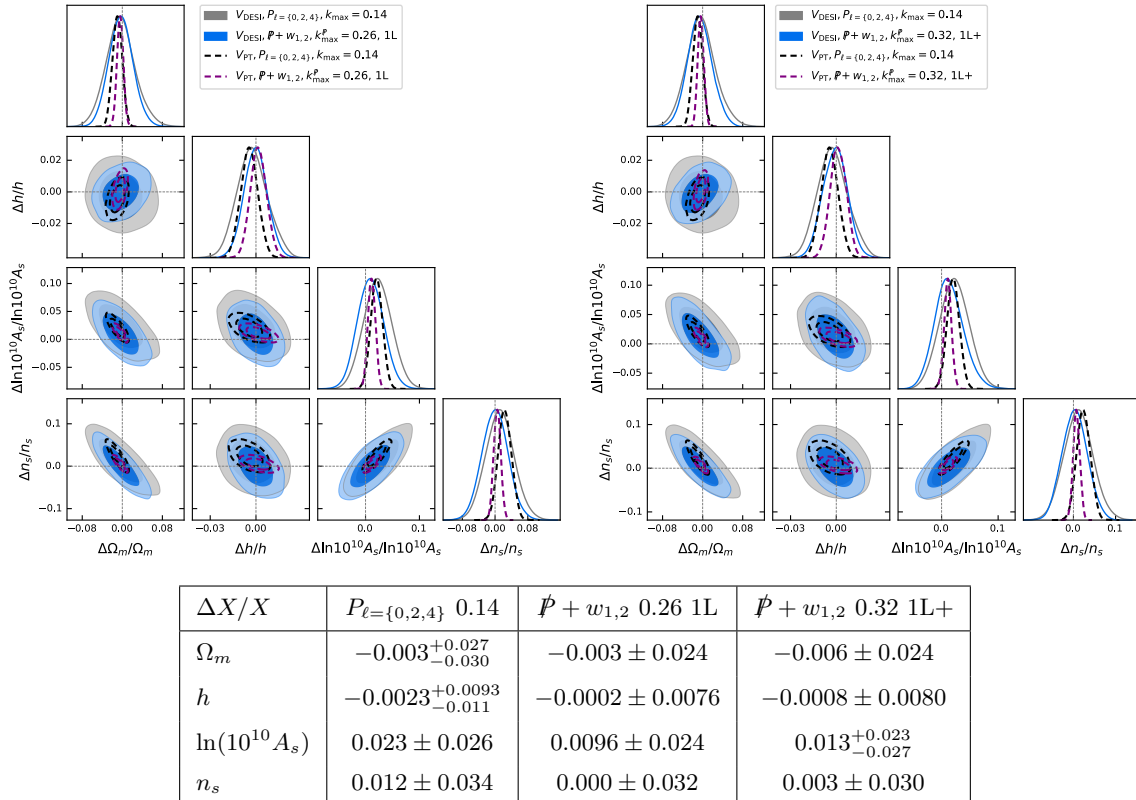 V_DESI, P_ℓ={0,2,4}, k_max = 0.14
V_DESI, P̸ + w_1,2, k^P̸_max = 0.26, 1L
V_PT, P_ℓ={0,2,4}, k_max = 0.14
V_PT, P̸ + w_1,2, k^P̸_max = 0.26, 1L
0.02
0.00
−0.02
Δh/h
0.10
0.05
0.00
−0.05
Δln10^10A_s/ln10^10A_s
0.1
0.0
−0.1
Δn_s/n_s
−0.08 0.00 0.08
ΔΩ_m/Ω_m
−0.03 0.00
Δh/h
0.0 0.1
Δln10^10A_s/ln10^10A_s
−0.08 0.00 0.08
Δn_s/n_s
V_DESI, P_ℓ={0,2,4}, k_max = 0.14
V_DESI, P̸ + w_1,2, k^P̸_max = 0.32, 1L+
V_PT, P_ℓ={0,2,4}, k_max = 0.14
V_PT, P̸ + w_1,2, k^P̸_max = 0.32, 1L+
0.02
0.00
−0.02
Δh/h
0.10
0.05
0.00
−0.05
Δln10^10A_s/ln10^10A_s
0.1
0.0
−0.1
Δn_s/n_s
−0.08 0.00 0.08
ΔΩ_m/Ω_m
−0.03 0.00
Δh/h
0.0 0.1
Δln10^10A_s/ln10^10A_s
0.0 0.1
Δn_s/n_s
ΔX/X P_ℓ={0,2,4} 0.14 P̸ + w_1,2 0.26 1L P̸ + w_1,2 0.32 1L+
Ω_m −0.003^{+0.027}_{−0.030} −0.003 ± 0.024 −0.006 ± 0.024
h −0.0023^{+0.0093}_{−0.011} −0.0002 ± 0.0076 −0.0008 ± 0.0080
ln(10^10A_s) 0.023 ± 0.026 0.0096 ± 0.024 0.013^{+0.023}_{−0.027}
n_s 0.012 ± 0.034 0.000 ± 0.032 0.003 ± 0.030